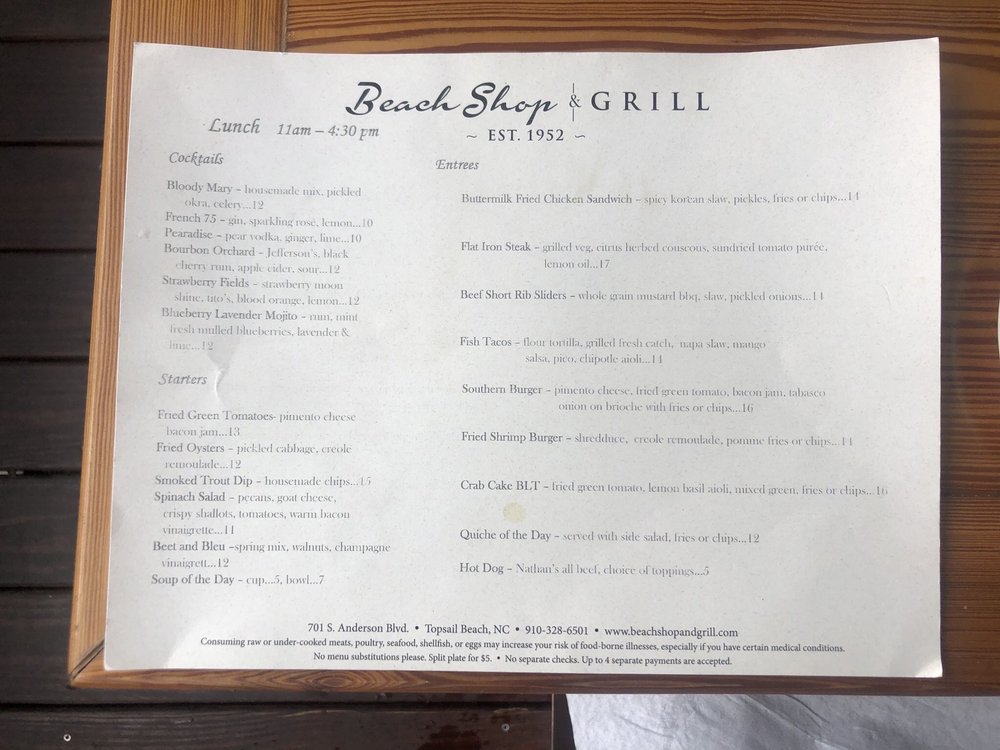 Beach Shop & GRILL
~ EST. 1952 ~
Lunch 11am – 4:30 pm
Cocktails
Bloody Mary – housemade mix, pickled
okra, celery...12
French 75 – gin, sparkling rosé, lemon...10
Pearadise – pear vodka, ginger, lime...10
Bourbon Orchard – Jefferson's, black
cherry rum, apple cider, sour...12
Strawberry Fields – strawberry moon
shine, tito's, blood orange, lemon...12
Blueberry Lavender Mojito – rum, mint
fresh mulled blueberries, lavender &
lime...12
Starters
Fried Green Tomatoes- pimento cheese
bacon jam...13
Fried Oysters – pickled cabbage, creole
remoulade...12
Smoked Trout Dip – housemade chips...15
Spinach Salad – pecans, goat cheese,
crispy shallots, tomatoes, warm bacon
vinaigrette...11
Beet and Bleu –spring mix, walnuts, champagne
vinaigrett...12
Soup of the Day – cup...5, bowl...7
Entrees
Buttermilk Fried Chicken Sandwich – spicy korean slaw, pickles, fries or chips...14
Flat Iron Steak – grilled veg, citrus herbed couscous, sundried tomato purée,
lemon oil...17
Beef Short Rib Sliders – whole grain mustard bbq, slaw, pickled onions...14
Fish Tacos – flour tortilla, grilled fresh catch, napa slaw, mango
salsa, pico, chipotle aioli...14
Southern Burger – pimento cheese, fried green tomato, bacon jam, tabasco
onion on brioche with fries or chips...16
Fried Shrimp Burger – shredduce, creole remoulade, pomme fries or chips...14
Crab Cake BLT – fried green tomato, lemon basil aioli, mixed green, fries or chips...16
Quiche of the Day – served with side salad, fries or chips...12
Hot Dog – Nathan's all beef, choice of toppings...5
701 S. Anderson Blvd. • Topsail Beach, NC • 910-328-6501 • www.beachshopandgrill.com
Consuming raw or under-cooked meats, poultry, seafood, shellfish, or eggs may increase your risk of food-borne illnesses, especially if you have certain medical conditions.
No menu substitutions please. Split plate for $5. • No separate checks. Up to 4 separate payments are accepted.